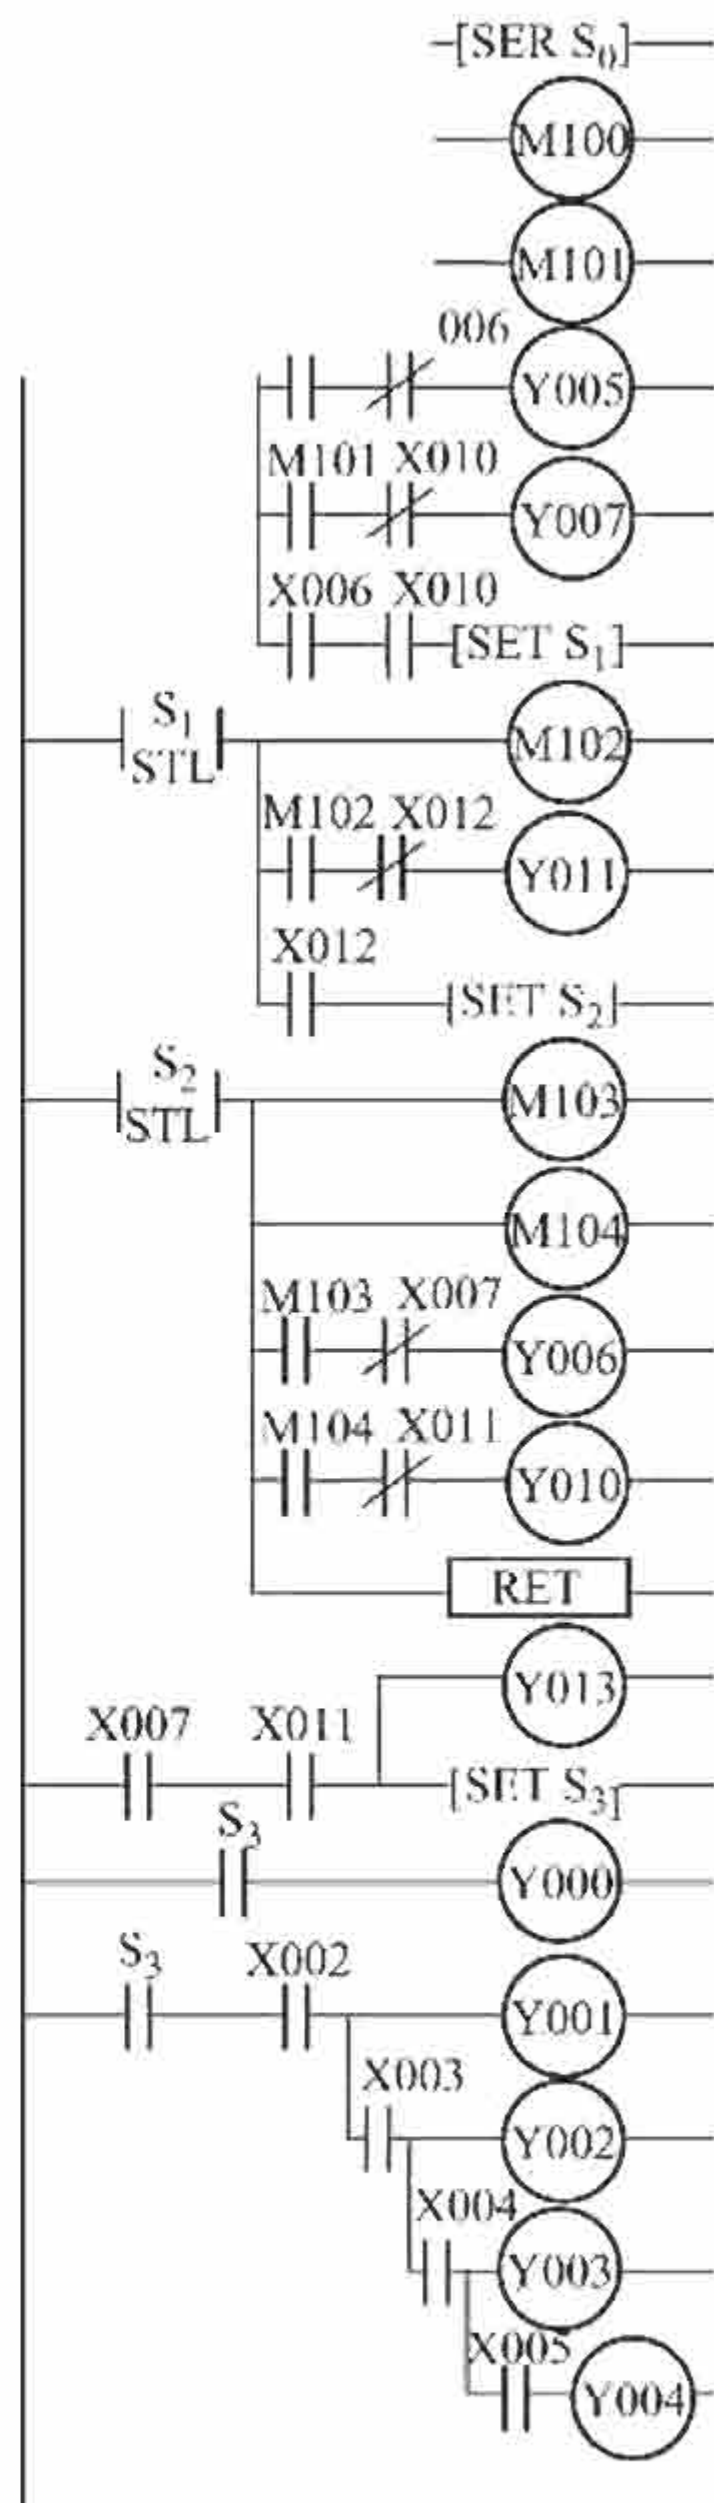 [SER S₀]
M100
M101
006
Y005
M101 X010
Y007
X006 X010
[SET S₁]
S₁
STL
M102
M102 X012
Y011
X012
[SET S₂]
S₂
STL
M103
M104
M103 X007
Y006
M104 X011
Y010
RET
Y013
X007 X011
[SET S₃]
S₃
Y000
S₃ X002
Y001
X003
Y002
X004
Y003
X005
Y004